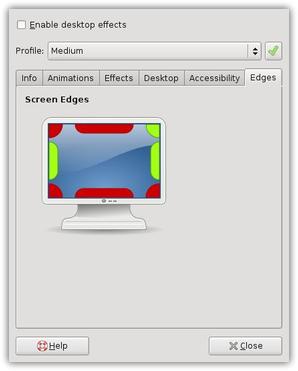 Enable desktop effects
Profile: Medium
Info Animations Effects Desktop Accessibility Edges
Screen Edges
Help Close